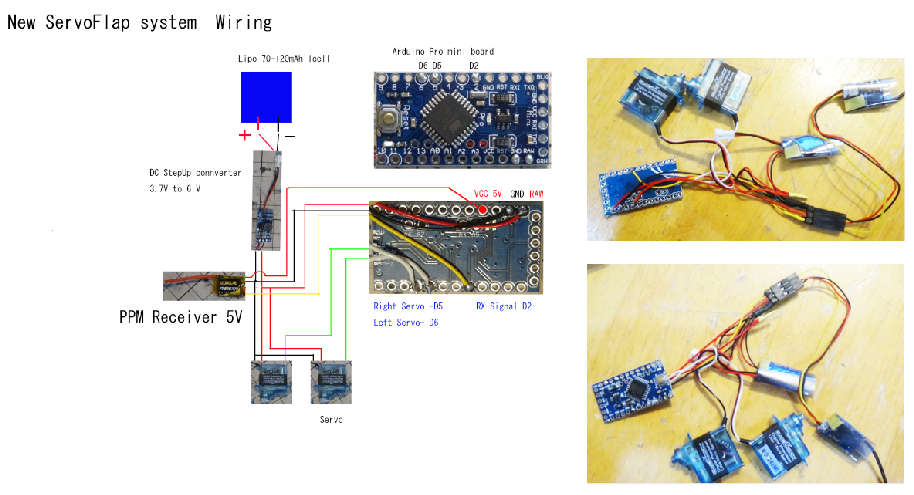 New ServoFlap system Wiring
Lipo 70-120mAh 1cell
Arduino Pro mini board
D6 D5 D2
+ −
DC StepUp connverter
3.7V to 6 V
VCC 5V GND RAW
PPM Receiver 5V
Right Servo -D5 RX Signal D2
Left Servo- D6
Servo